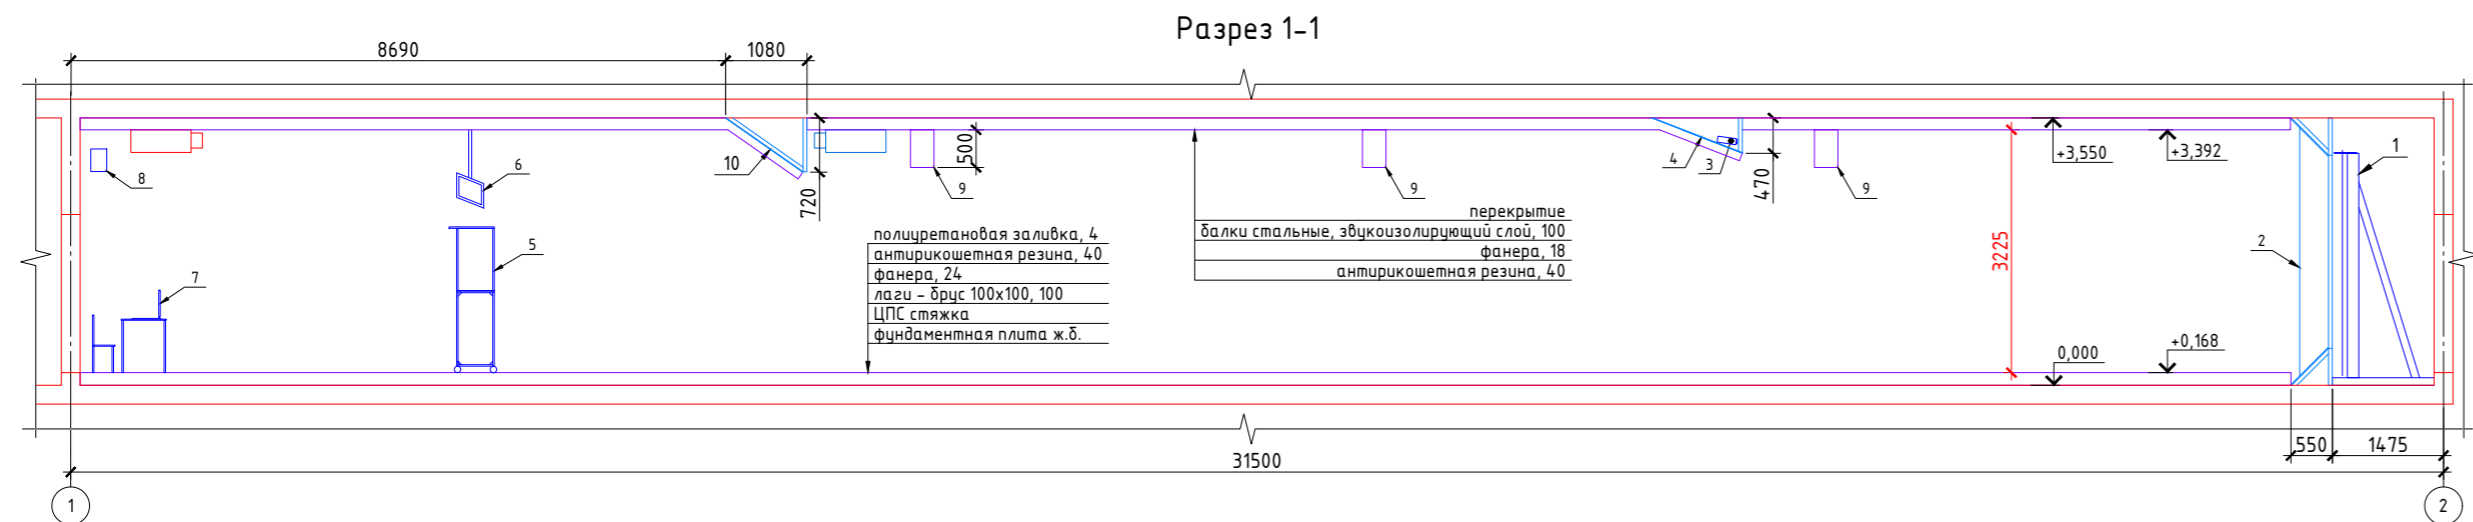 Разрез 1-1
8690
1080
10
720
500
9
9
4
3
470
+3,550
+3,392
9
1
8
6
5
7
2
3225
полиуретановая заливка, 4
антирикошетная резина, 40
фанера, 24
лаги - брус 100х100, 100
ЦПС стяжка
фундаментная плита ж.б.
перекрытие
балки стальные, звукоизолирующий слой, 100
фанера, 18
антирикошетная резина, 40
0,000
+0,168
550
1475
31500
1
2